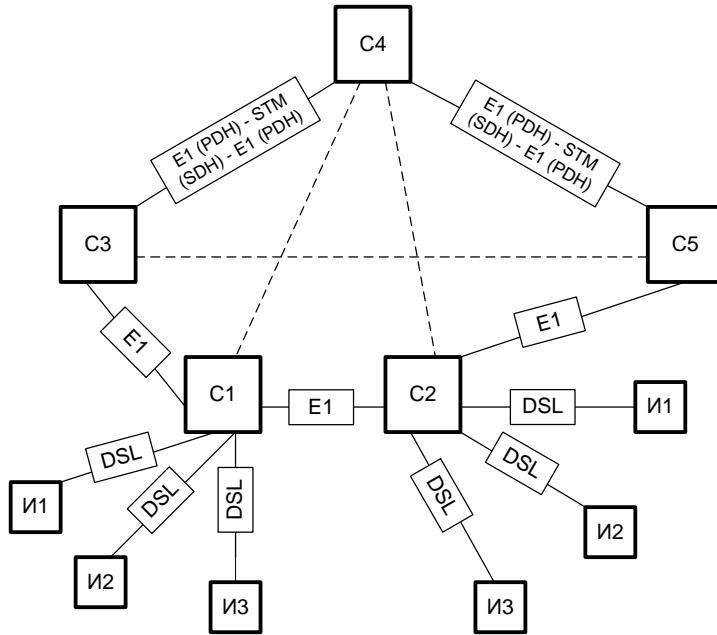 С4
E1 (PDH) - STM
(SDH) - E1 (PDH)
E1 (PDH) - STM
(SDH) - E1 (PDH)
С3
С5
E1
E1
С1
E1
С2
DSL
И1
DSL
DSL
DSL
DSL
DSL
И1
И2
И2
И3
И3